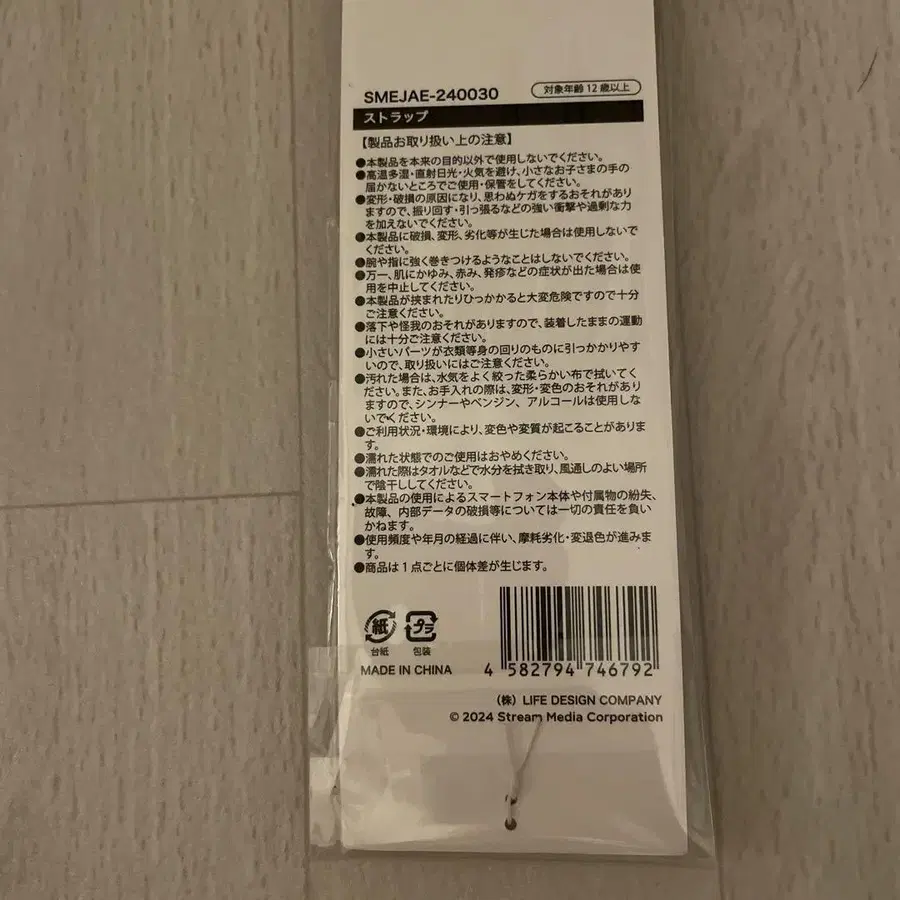 SMEJAE-240030
対象年齢12歳以上
ストラップ
【製品お取り扱い上の注意】
●本製品を本来の目的以外で使用しないでください。
●高温多湿・直射日光・火気を避け、小さなお子さまの手の
届かないところでご使用・保管をしてください。
●変形・破損の原因になり、思わぬケガをするおそれがあり
ますので、振り回す・引っ張るなどの強い衝撃や過剰な力
を加えないでください。
●本製品に破損、変形、劣化等が生じた場合は使用しないで
ください。
●腕や指に強く巻きつけるようなことはしないでください。
●万一、肌にかゆみ、赤み、発疹などの症状が出た場合は使
用を中止してください。
●本製品が挟まれたりひっかかると大変危険ですので十分
ご注意ください。
●落下や怪我のおそれがありますので、装着したままの運動
には十分ご注意ください。
●小さいパーツが衣類等身の回りのものに引っかかりやす
いので、取り扱いにはご注意ください。
●汚れた場合は、水気をよく絞った柔らかい布で拭いてく
ださい。また、お手入れの際は、変形・変色のおそれがあり
ますので、シンナーやベンジン、アルコールは使用しな
いでください。
●ご利用状況・環境により、変色や変質が起こることがありま
す。
●濡れた状態でのご使用はおやめください。
●濡れた際はタオルなどで水分を拭き取り、風通しのよい場所
で陰干ししてください。
●本製品の使用によるスマートフォン本体や付属物の紛失、
故障、内部データの破損等については一切の責任を負い
かねます。
●使用頻度や年月の経過に伴い、摩耗劣化・変退色が進みま
す。
●商品は1点ごとに個体差が生じます。
紙 プラ
台紙 包装
MADE IN CHINA
4 582794 746792
(株) LIFE DESIGN COMPANY
© 2024 Stream Media Corporation